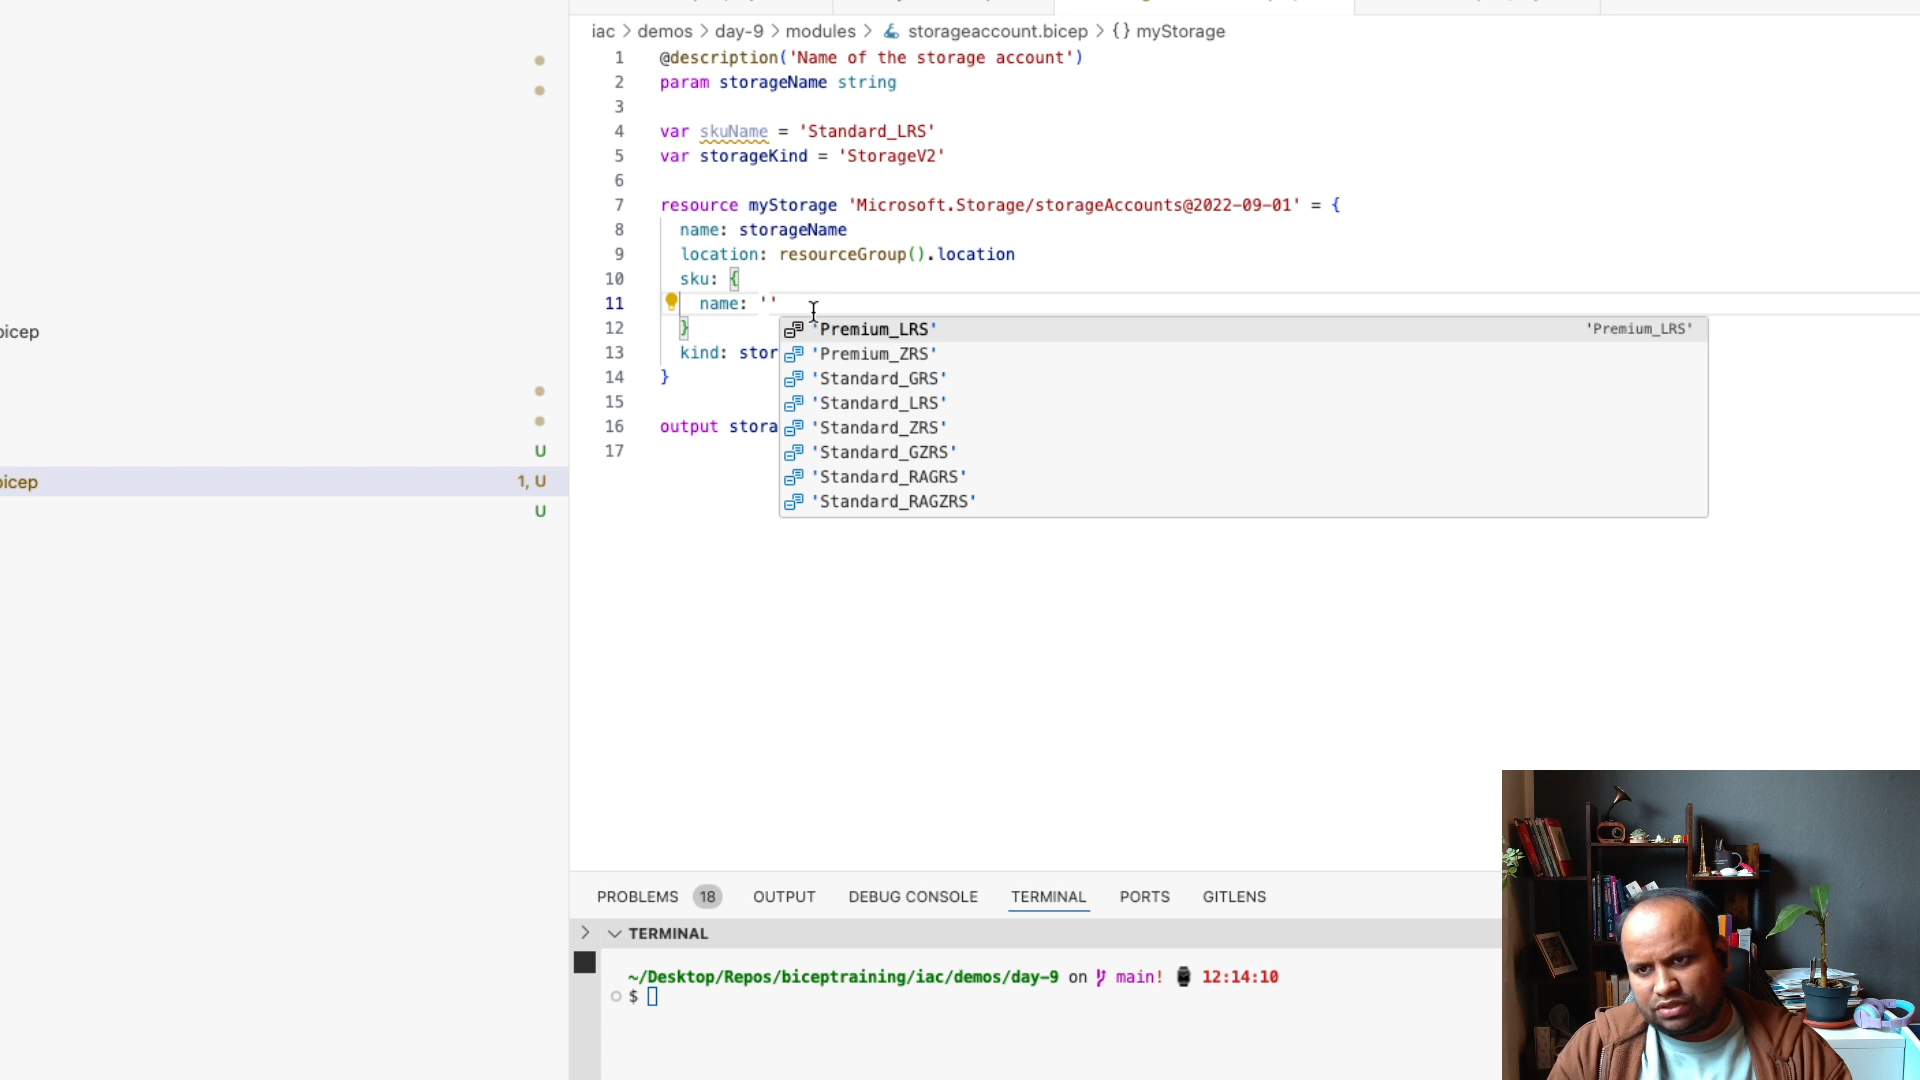 iac > demos > day-9 > modules > storageaccount.bicep > {} myStorage
1 @description('Name of the storage account')
2 param storageName string
3
4 var skuName = 'Standard_LRS'
5 var storageKind = 'StorageV2'
6
7 resource myStorage 'Microsoft.Storage/storageAccounts@2022-09-01' = {
8 name: storageName
9 location: resourceGroup().location
10 sku: {
11 name: ''
12 }
'Premium_LRS' 'Premium_LRS'
'Premium_ZRS'
13 kind: stor
'Standard_GRS'
14 }
'Standard_LRS'
15
'Standard_ZRS'
16 output stora
'Standard_GZRS'
17
'Standard_RAGRS'
'Standard_RAGZRS'
bicep
U
bicep 1, U
U
PROBLEMS 18 OUTPUT DEBUG CONSOLE TERMINAL PORTS GITLENS
TERMINAL
~/Desktop/Repos/biceptraining/iac/demos/day-9 on main! 12:14:10
$